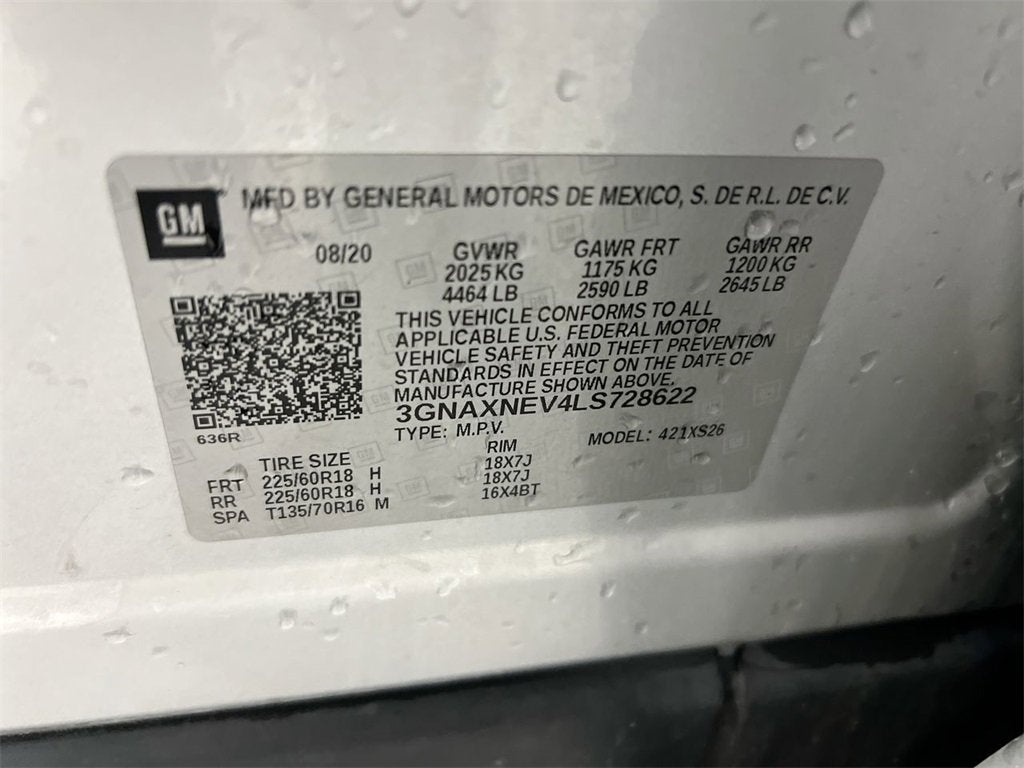 GM MFD BY GENERAL MOTORS DE MEXICO, S. DE R.L. DE C.V.
08/20 GVWR GAWR FRT GAWR RR
2025 KG 1175 KG 1200 KG
4464 LB 2590 LB 2645 LB
THIS VEHICLE CONFORMS TO ALL
APPLICABLE U.S. FEDERAL MOTOR
VEHICLE SAFETY AND THEFT PREVENTION
STANDARDS IN EFFECT ON THE DATE OF
MANUFACTURE SHOWN ABOVE.
3GNAXNEV4LS728622
636R TYPE: M.P.V. MODEL: 421XS26
TIRE SIZE RIM
FRT 225/60R18 H 18X7J
RR 225/60R18 H 18X7J
SPA T135/70R16 M 16X4BT